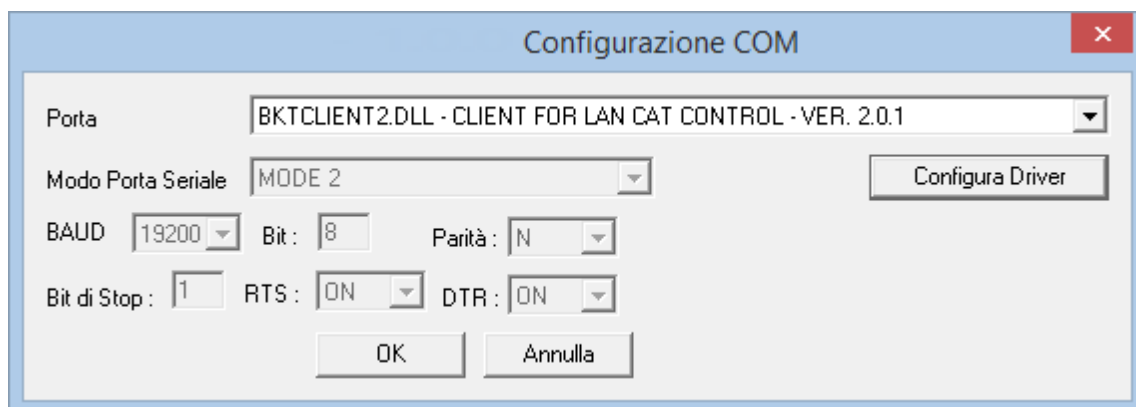 Configurazione COM
Porta BKTCLIENT2.DLL - CLIENT FOR LAN CAT CONTROL - VER. 2.0.1
Modo Porta Seriale MODE 2 Configura Driver
BAUD 19200 Bit : 8 Parità : N
Bit di Stop : 1 RTS : ON DTR : ON
OK Annulla